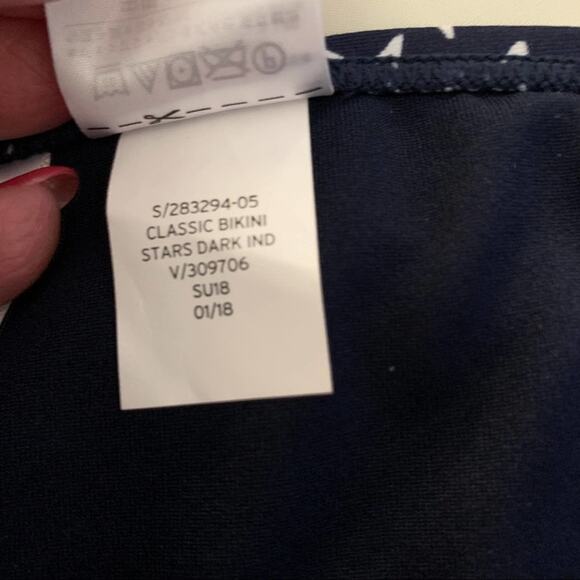 S/283294-05
CLASSIC BIKINI
STARS DARK IND
V/309706
SU18
01/18